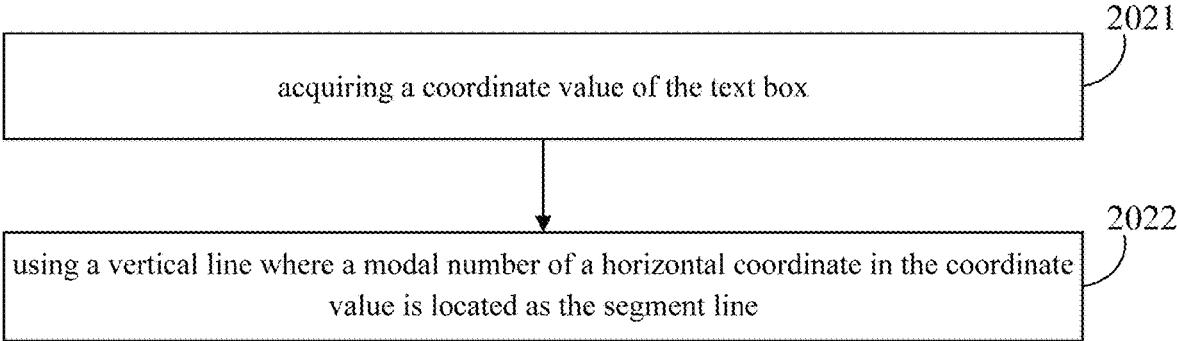 2021
acquiring a coordinate value of the text box
2022
using a vertical line where a modal number of a horizontal coordinate in the coordinate
value is located as the segment line